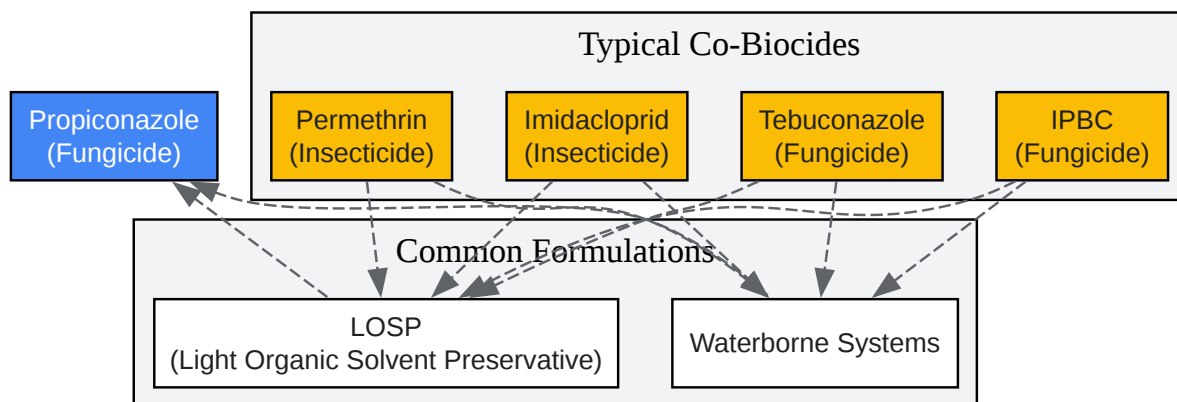 Typical Co-Biocides
Propiconazole
(Fungicide)
Permethrin
(Insecticide)
Imidacloprid
(Insecticide)
Tebuconazole
(Fungicide)
IPBC
(Fungicide)
Common Formulations
LOSP
(Light Organic Solvent Preservative)
Waterborne Systems